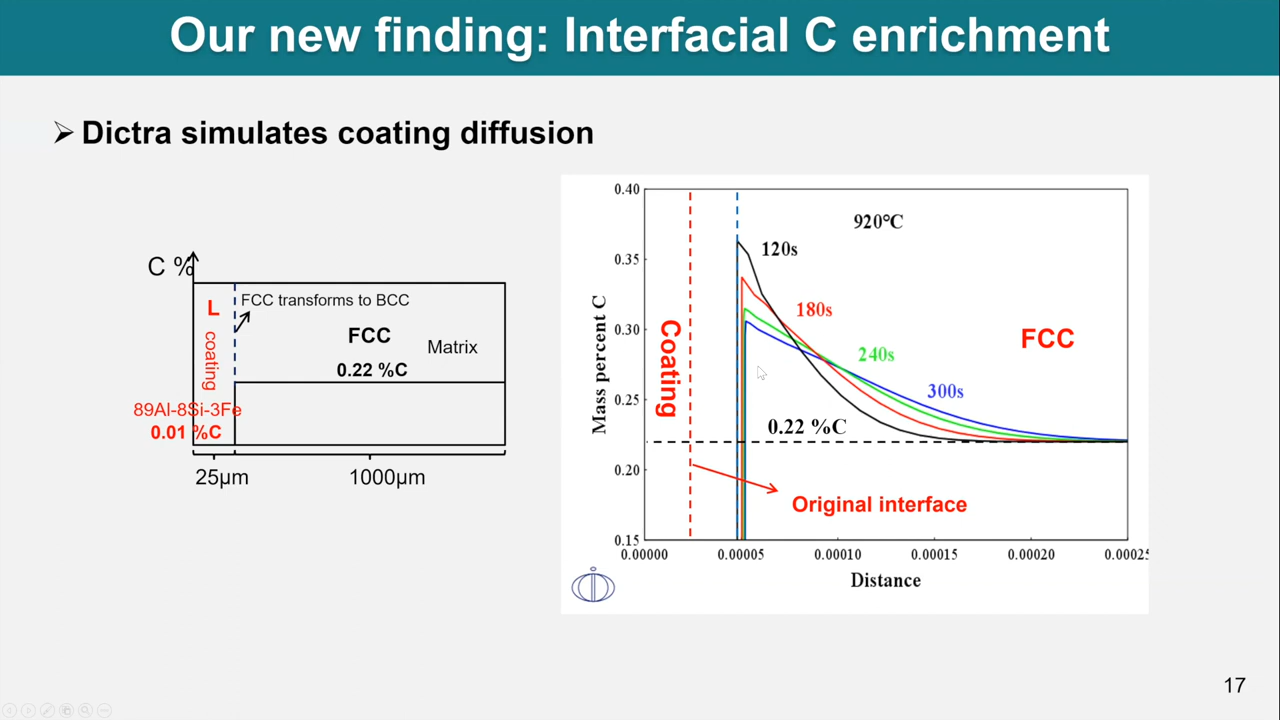 Our new finding: Interfacial C enrichment
➢ Dictra simulates coating diffusion
C %
L
coating
FCC transforms to BCC
FCC
Matrix
0.22 %C
89Al-8Si-3Fe
0.01 %C
25μm
1000μm
0.40
0.35
0.30
0.25
0.20
0.15
Mass percent C
920°C
120s
180s
240s
300s
FCC
Coating
0.22 %C
Original interface
0.00000
0.00005
0.00010
0.00015
0.00020
0.00025
Distance
17